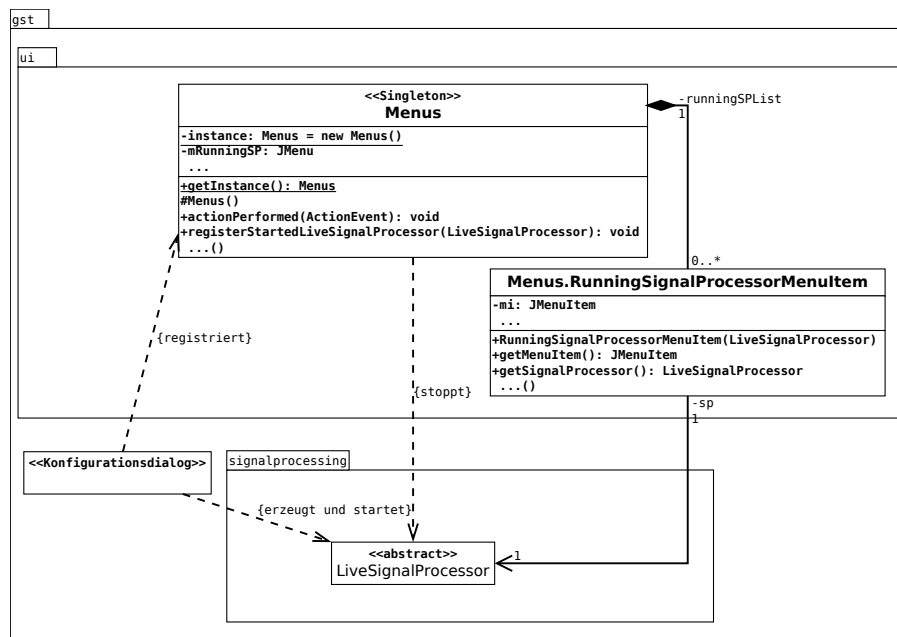 gst
ui
<<Singleton>>
Menus
-instance: Menus = new Menus()
-mRunningSP: JMenu
...
+getInstance(): Menus
#Menus()
+actionPerformed(ActionEvent): void
+registerStartedLiveSignalProcessor(LiveSignalProcessor): void
...()
-runningSPList
1
0..*
Menus.RunningSignalProcessorMenuItem
-mi: JMenuItem
...
+RunningSignalProcessorMenuItem(LiveSignalProcessor)
+getMenuItem(): JMenuItem
+getSignalProcessor(): LiveSignalProcessor
...()
{registriert}
{stoppt}
-sp
1
<<Konfigurationsdialog>>
signalprocessing
{erzeugt und startet}
<<abstract>>
LiveSignalProcessor
1